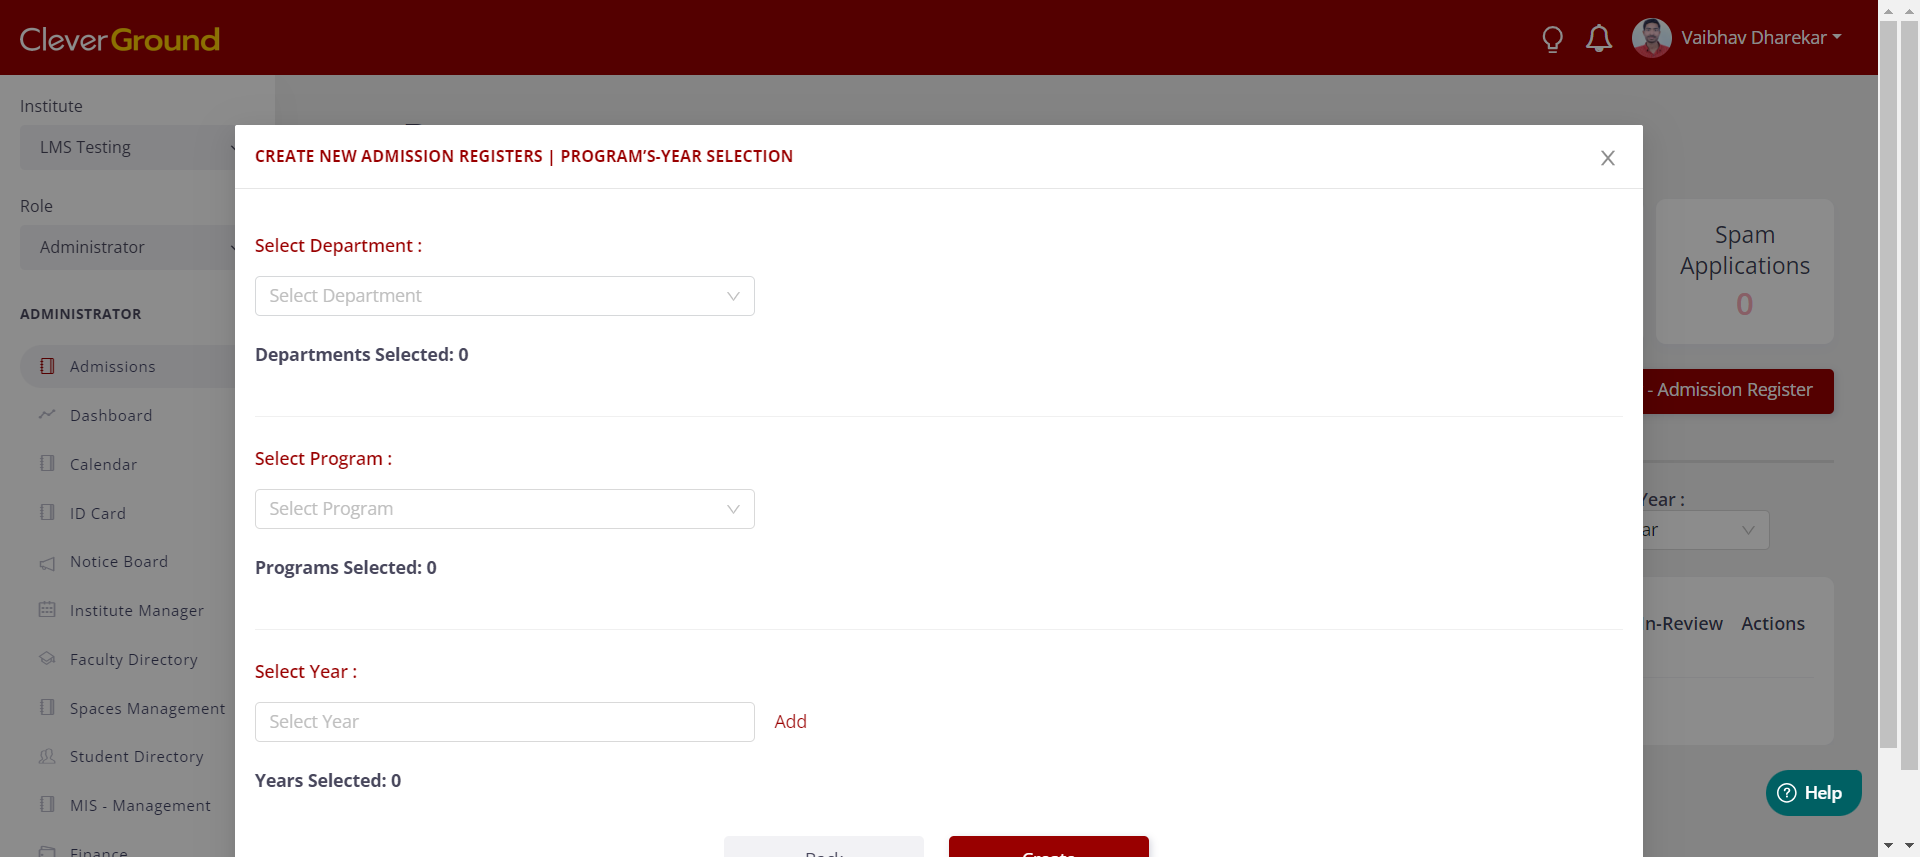 CleverGround
Vaibhav Dharekar
Institute
LMS Testing
Role
Administrator
ADMINISTRATOR
Admissions
Dashboard
Calendar
ID Card
Notice Board
Institute Manager
Faculty Directory
Spaces Management
Student Directory
MIS - Management
Finance
CREATE NEW ADMISSION REGISTERS | PROGRAM’S-YEAR SELECTION
Select Department :
Select Department
Departments Selected: 0
Select Program :
Select Program
Programs Selected: 0
Select Year :
Select Year
Add
Years Selected: 0
Back
Create
Spam
Applications
0
- Admission Register
Year :
ar
n-Review Actions
Help